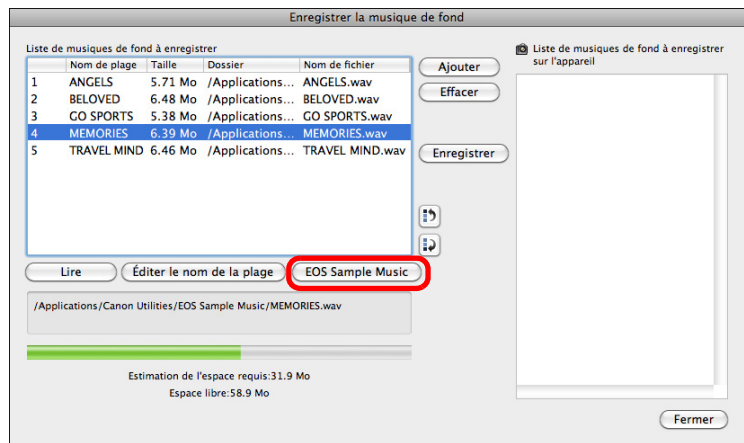 Enregistrer la musique de fond
Liste de musiques de fond à enregistrer
Nom de plage Taille Dossier Nom de fichier
1 ANGELS 5.71 Mo /Applications... ANGELS.wav
2 BELOVED 6.48 Mo /Applications... BELOVED.wav
3 GO SPORTS 5.38 Mo /Applications... GO SPORTS.wav
4 MEMORIES 6.39 Mo /Applications... MEMORIES.wav
5 TRAVEL MIND 6.46 Mo /Applications... TRAVEL MIND.wav
Ajouter
Effacer
Enregistrer
Liste de musiques de fond à enregistrer
sur l'appareil
Lire Éditer le nom de la plage EOS Sample Music
/Applications/Canon Utilities/EOS Sample Music/MEMORIES.wav
Estimation de l'espace requis:31.9 Mo
Espace libre:58.9 Mo
Fermer